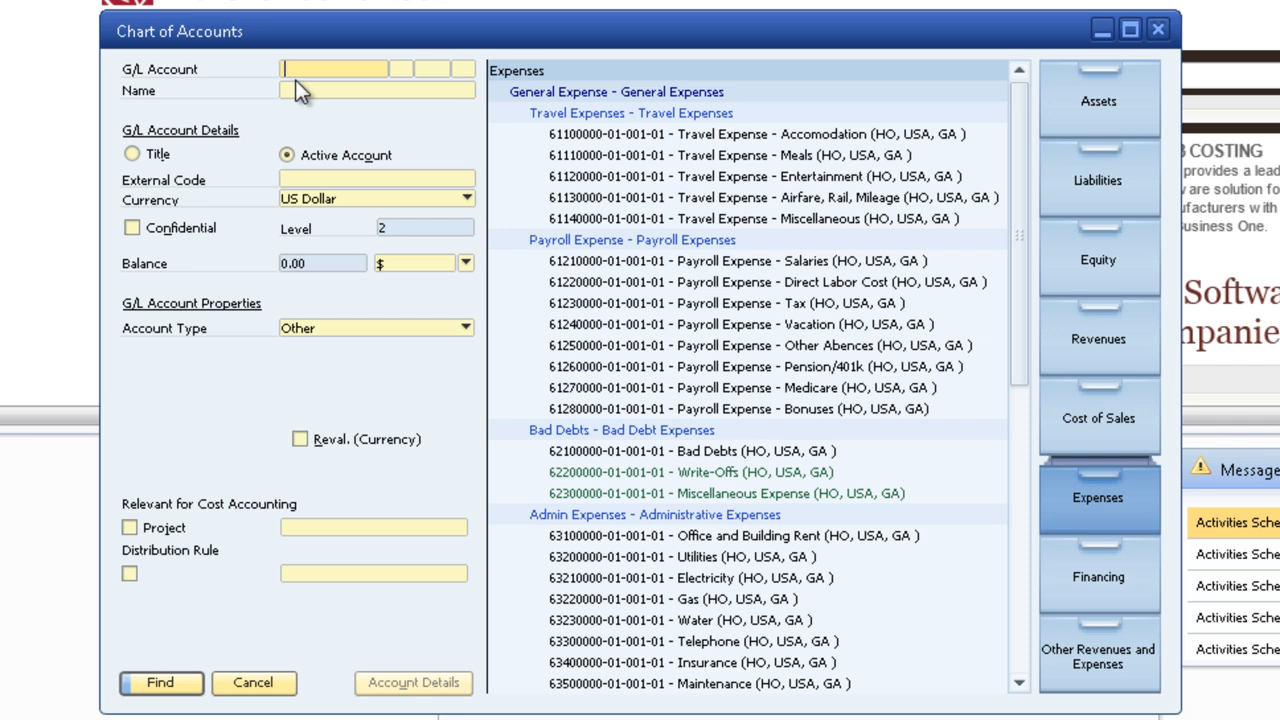 Chart of Accounts
G/L Account
Name
G/L Account Details
Title
Active Account
External Code
Currency
US Dollar
Confidential
Level
2
Balance
0.00
$
G/L Account Properties
Account Type
Other
Reval. (Currency)
Relevant for Cost Accounting
Project
Distribution Rule
Find
Cancel
Account Details
Expenses
General Expense - General Expenses
Travel Expenses - Travel Expenses
61100000-01-001-01 - Travel Expense - Accomodation (HO, USA, GA )
61110000-01-001-01 - Travel Expense - Meals (HO, USA, GA )
61120000-01-001-01 - Travel Expense - Entertainment (HO, USA, GA )
61130000-01-001-01 - Travel Expense - Airfare, Rail, Mileage (HO, USA, GA )
61140000-01-001-01 - Travel Expense - Miscellaneous (HO, USA, GA )
Payroll Expense - Payroll Expenses
61210000-01-001-01 - Payroll Expense - Salaries (HO, USA, GA )
61220000-01-001-01 - Payroll Expense - Direct Labor Cost (HO, USA, GA )
61230000-01-001-01 - Payroll Expense - Tax (HO, USA, GA )
61240000-01-001-01 - Payroll Expense - Vacation (HO, USA, GA )
61250000-01-001-01 - Payroll Expense - Other Abences (HO, USA, GA )
61260000-01-001-01 - Payroll Expense - Pension/401k (HO, USA, GA )
61270000-01-001-01 - Payroll Expense - Medicare (HO, USA, GA )
61280000-01-001-01 - Payroll Expense - Bonuses (HO, USA, GA)
Bad Debts - Bad Debt Expenses
62100000-01-001-01 - Bad Debts (HO, USA, GA )
62200000-01-001-01 - Write-Offs (HO, USA, GA)
62300000-01-001-01 - Miscellaneous Expense (HO, USA, GA)
Admin Expenses - Administrative Expenses
63100000-01-001-01 - Office and Building Rent (HO, USA, GA )
63200000-01-001-01 - Utilities (HO, USA, GA )
63210000-01-001-01 - Electricity (HO, USA, GA )
63220000-01-001-01 - Gas (HO, USA, GA )
63230000-01-001-01 - Water (HO, USA, GA )
63300000-01-001-01 - Telephone (HO, USA, GA )
63400000-01-001-01 - Insurance (HO, USA, GA )
63500000-01-001-01 - Maintenance (HO, USA, GA )
Assets
Liabilities
Equity
Revenues
Cost of Sales
Expenses
Financing
Other Revenues and
Expenses
COSTING
provides a lead
are solution fo
ufacturers with
Business One.
Softwa
mpanie
Message
Activities Sche
Activities Sche
Activities Sche
Activities Sche
Activities Sche